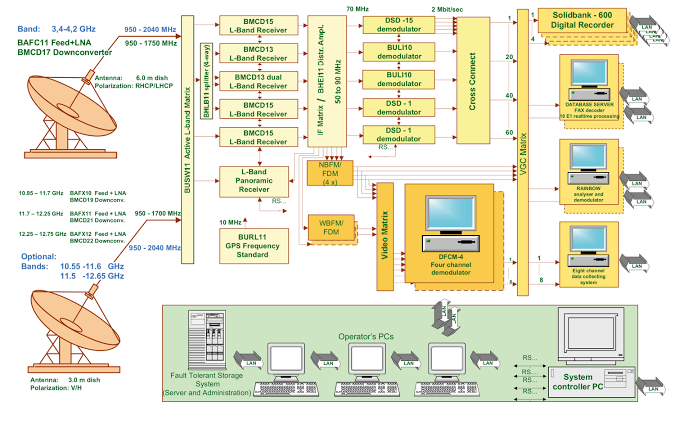 Band: 3,4-4,2 GHz
BAFC11 Feed+LNA
BMCD17 Downconverter
950 - 2040 MHz
950 - 1750 MHz
Antenna: 6.0 m dish
Polarization: RHCP/LHCP
10.95 – 11.7 GHz BAFX10 Feed + LNA
BMCD19 Downconv.
11.7 – 12.25 GHz BAFX11 Feed + LNA
BMCD21 Downconv.
12.25 – 12.75 GHz BAFX12 Feed + LNA
BMCD22 Downconv.
950 - 1700 MHz
950 - 2040 MHz
Optional:
Bands: 10.55 -11.6 GHz
11.5 -12.65 GHz
Antenna: 3.0 m dish
Polarization: V/H
BUSW11 Active L-band Matrix
BHLB11 splitter (4-way)
BMCD15
L-Band Receiver
BMCD13
L-Band Receiver
BMCD13 dual
L-Band Receiver
BMCD15
L-Band Receiver
BMCD15
L-Band Receiver
L-Band
Panoramic
Receiver
RS...
10 MHz
BURL11
GPS Frequency
Standard
70 MHz
IF Matrix / BHEI11 Distr. Ampl.
50 to 90 MHz
DSD -15
demodulator
BULI10
demodulator
BULI10
demodulator
DSD - 1
demodulator
DSD - 1
demodulator
RS...
2 Mbit/sec
Cross Connect
NBFM/
FDM
(4 x)
WBFM/
FDM
Video Matrix
DFCM-4
Four channel
demodulator
1
20
40
60
1
8
VGC Matrix
1
4
Solidbank - 600
Digital Recorder
LAN
DATABASE SERVER
FAX decoder
16 E1 realtime processing
LAN
RAINBOW
analyser and
demodulator
LAN
1
8
Eight channel
data collecting
system
LAN
LAN
LAN
Fault Tolerant Storage
System
(Server and Administration)
Operator's PCs
LAN
LAN
LAN
LAN
RS...
RS....
RS...
RS...
System
controller PC
LAN